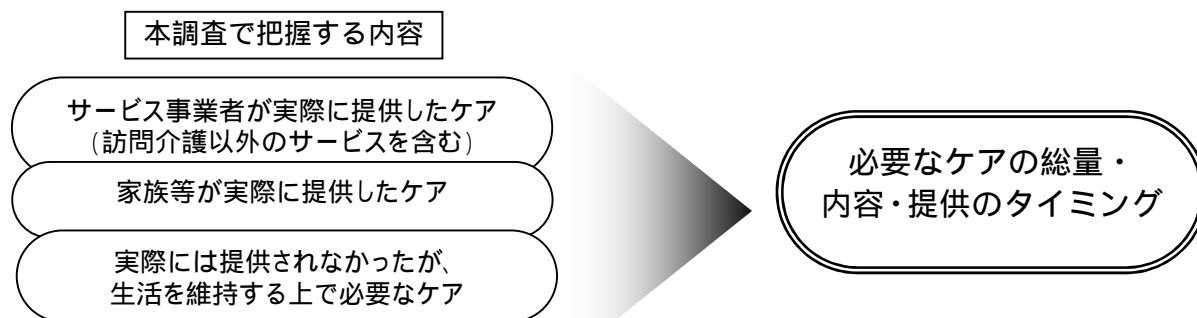 本調査で把握する内容
サービス事業者が実際に提供したケア
(訪問介護以外のサービスを含む)
家族等が実際に提供したケア
実際には提供されなかったが、
生活を維持する上で必要なケア
必要なケアの総量・
内容・提供のタイミング